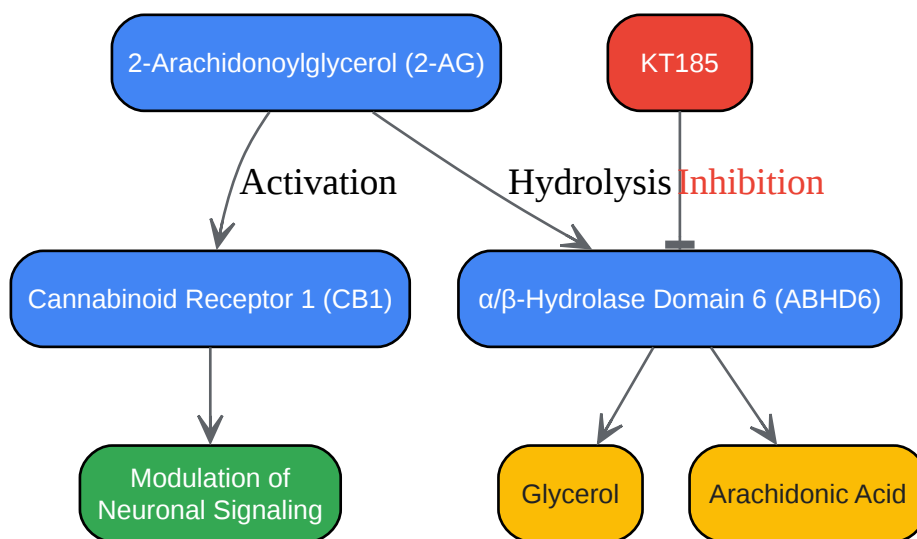 2-Arachidonoylglycerol (2-AG)
KT185
Activation
Hydrolysis
Inhibition
Cannabinoid Receptor 1 (CB1)
α/β-Hydrolase Domain 6 (ABHD6)
Modulation of
Neuronal Signaling
Glycerol
Arachidonic Acid